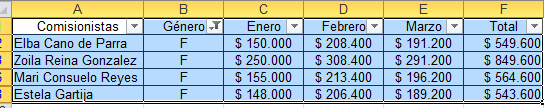 A B C D E F
Comisionistas Género Enero Febrero Marzo Total
Elba Cano de Parra F $ 150.000 $ 208.400 $ 191.200 $ 549.600
Zoila Reina Gonzalez F $ 250.000 $ 308.400 $ 291.200 $ 849.600
Mari Consuelo Reyes F $ 155.000 $ 213.400 $ 196.200 $ 564.600
Estela Gartija F $ 148.000 $ 206.400 $ 189.200 $ 543.600